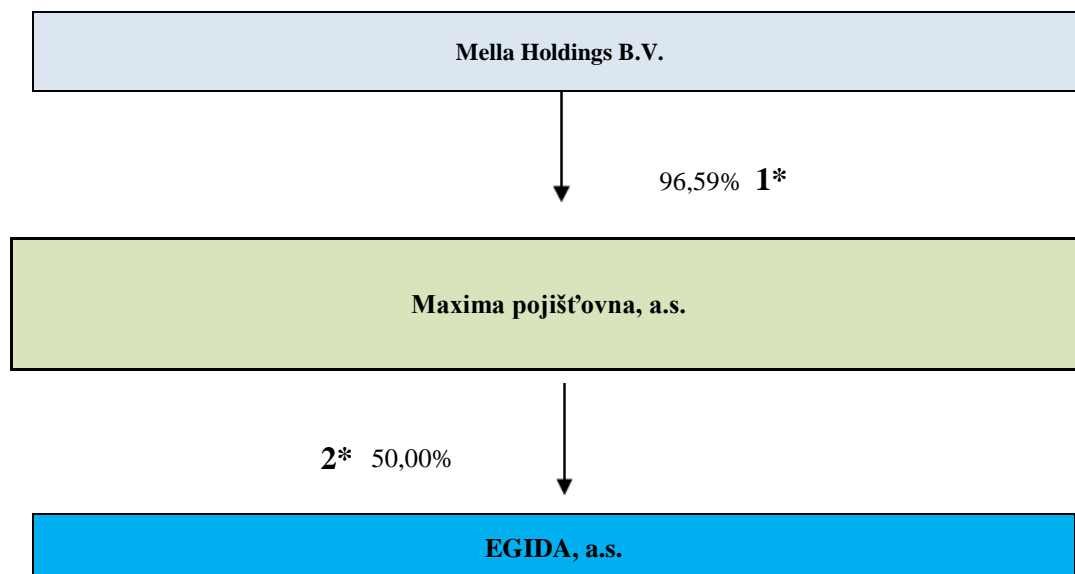 Mella Holdings B.V.
96,59% 1*
Maxima pojišťovna, a.s.
2* 50,00%
EGIDA, a.s.